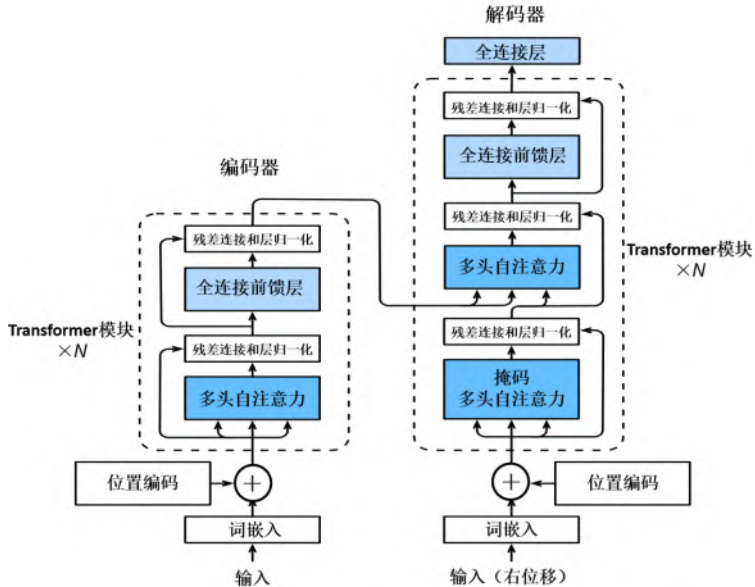 解码器
全连接层
残差连接和层归一化
全连接前馈层
残差连接和层归一化
多头自注意力
残差连接和层归一化
掩码
多头自注意力
Transformer模块
×N
位置编码
词嵌入
输入（右位移）
编码器
残差连接和层归一化
全连接前馈层
残差连接和层归一化
多头自注意力
Transformer模块
×N
位置编码
词嵌入
输入